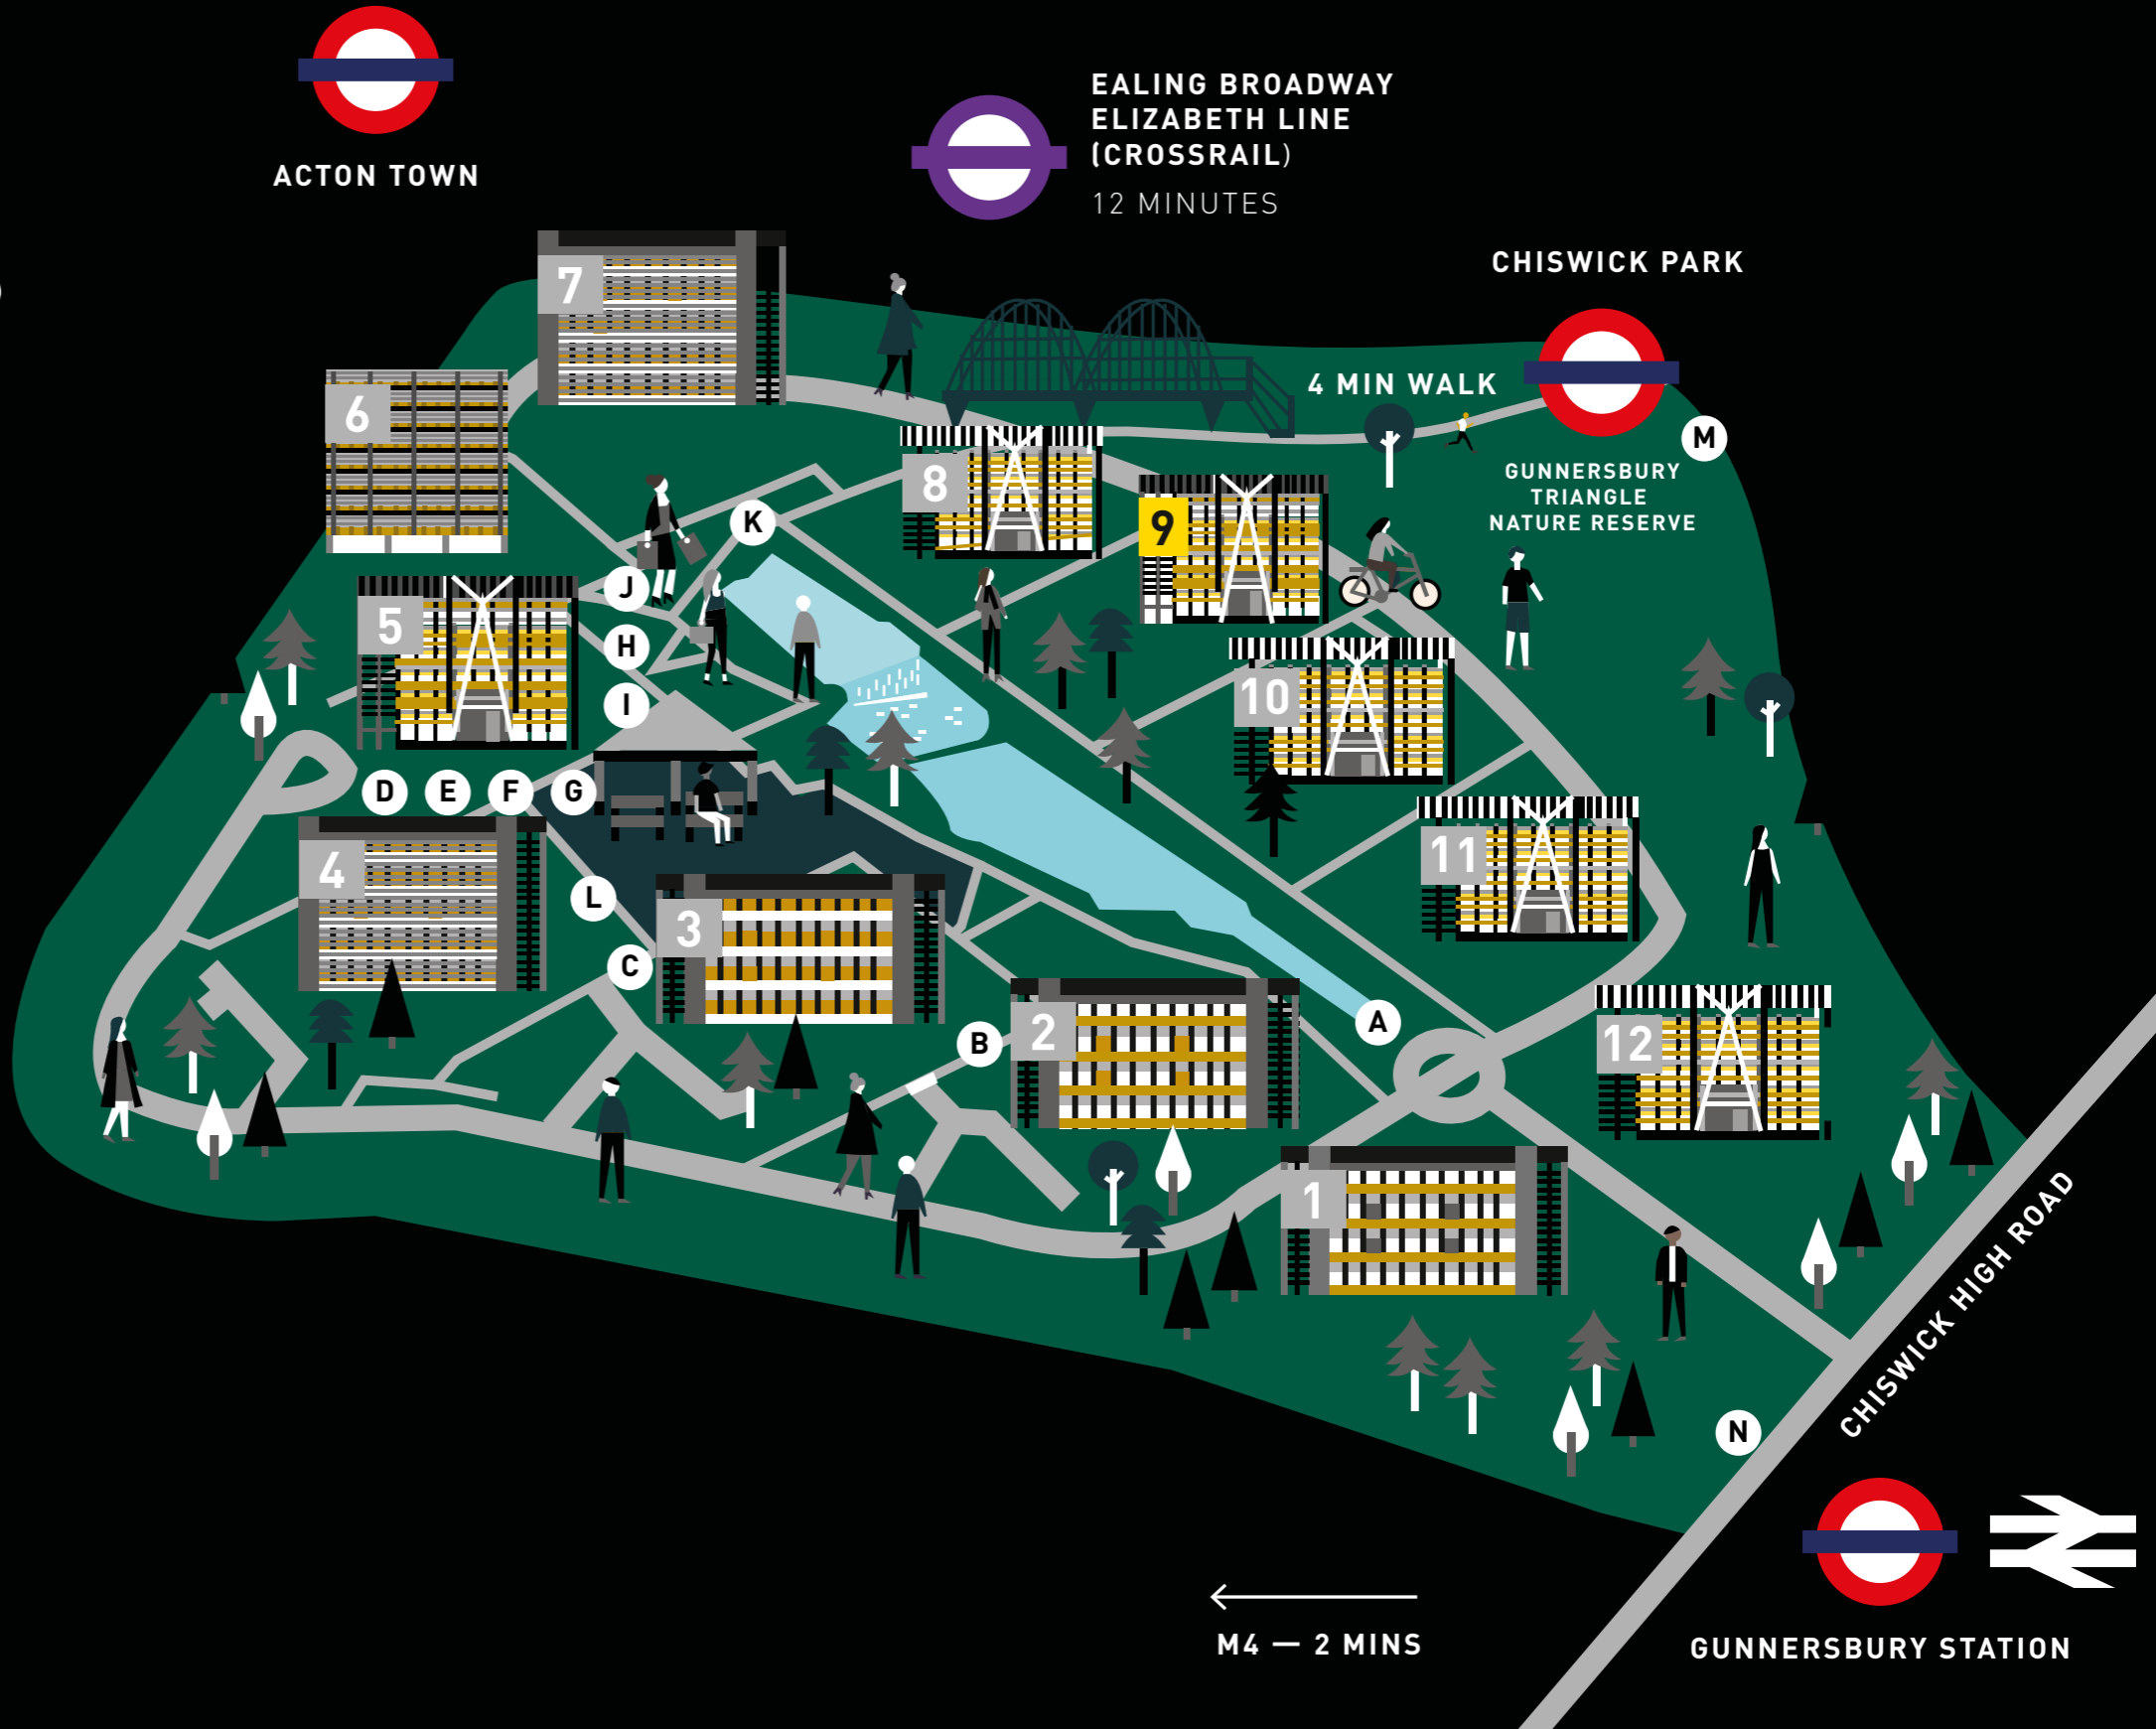 ACTON TOWN
EALING BROADWAY
ELIZABETH LINE
(CROSSRAIL)
12 MINUTES
CHISWICK PARK
7
4 MIN WALK
6
M
GUNNERSBURY
TRIANGLE
NATURE RESERVE
8
K
9
J
5
H
10
I
D
E
F
G
11
4
L
3
C
A
2
B
12
1
CHISWICK HIGH ROAD
N
M4 — 2 MINS
GUNNERSBURY STATION